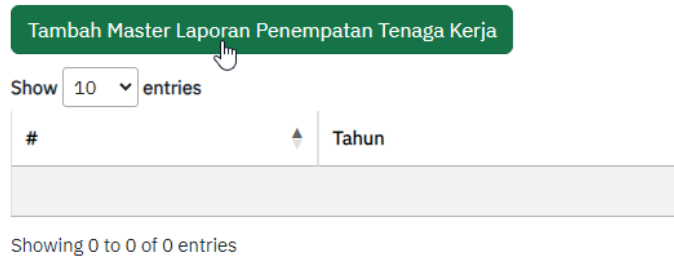 Tambah Master Laporan Penempatan Tenaga Kerja
Show 10 entries
# Tahun
Showing 0 to 0 of 0 entries